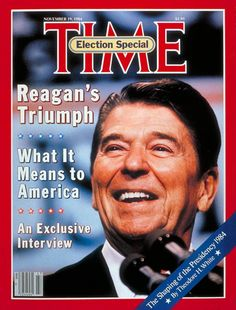 NOVEMBER 19, 1984
TIME
Election Special
Reagan's
Triumph
What It
Means to
America
An Exclusive
Interview
The Shaping of the Presidency 1984
★ By Theodore H. White ★